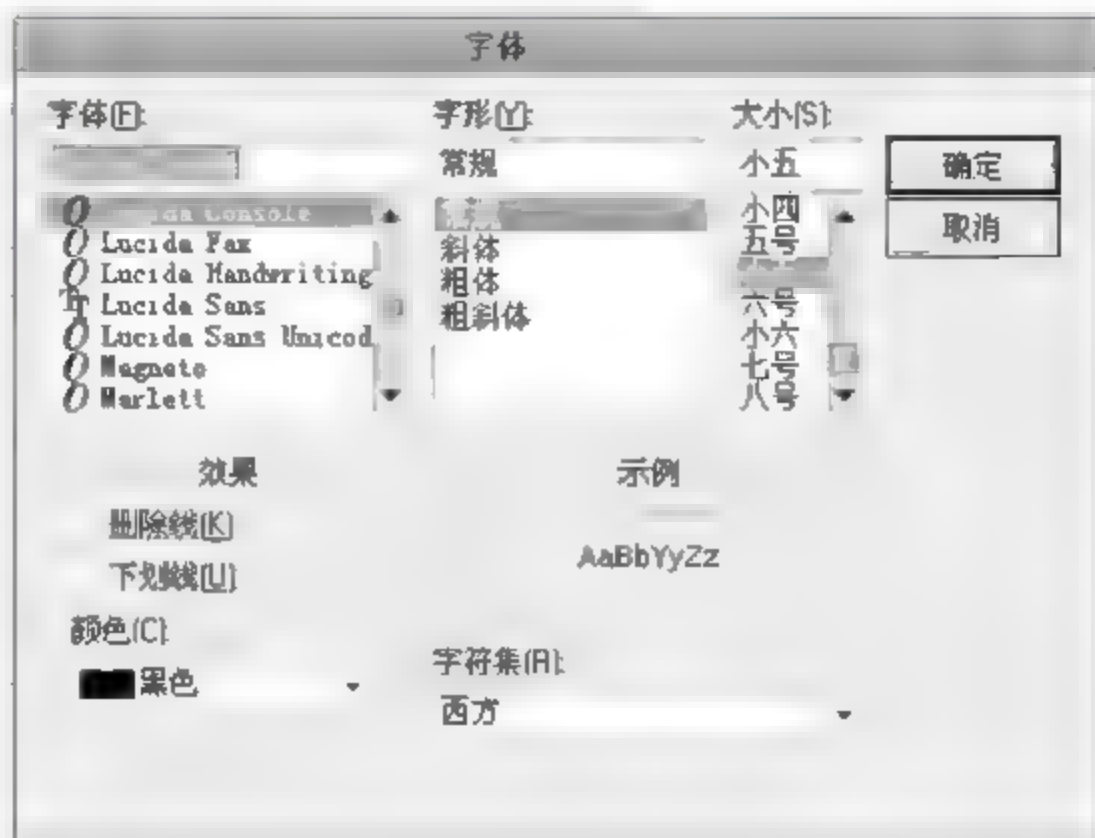 字体
字体(F):
字形(Y):
大小(S):
常规
小五
确定
取消
Console
Lucida Fax
Lucida Handwriting
Lucida Sans
Lucida Sans Unicod
Magneto
Marlett
斜体
粗体
粗斜体
小四
五号
六号
小六
七号
八号
效果
删除线(K)
下划线(U)
颜色(C):
黑色
示例
AaBbYyZz
字符集(R):
西方